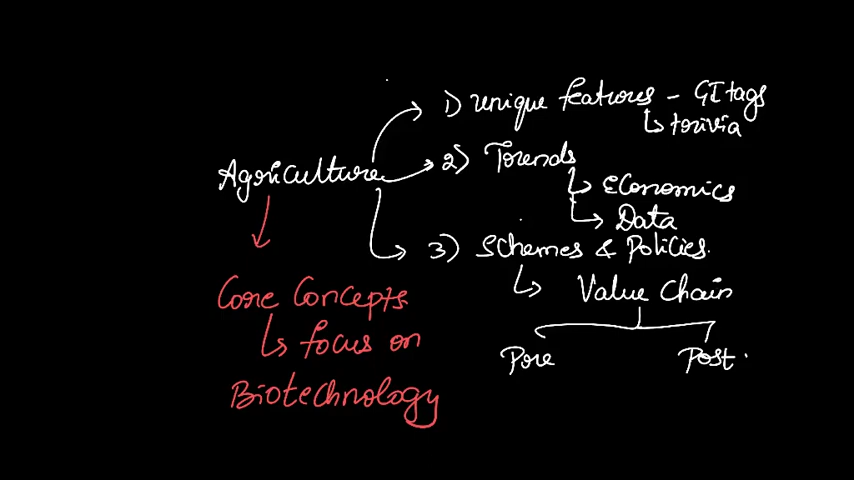 1) unique features - GI tags
↳ trivia
Agriculture
2) Trends
↳ Economics
↳ Data
3) Schemes & Policies.
↳ Value Chain
Pre Post.
Core Concepts
↳ focus on
Biotechnology